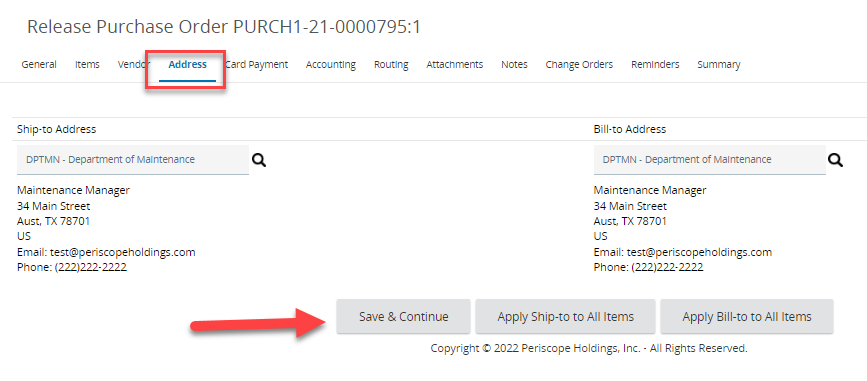 Release Purchase Order PURCH1-21-0000795:1
General Items Vendor Address Card Payment Accounting Routing Attachments Notes Change Orders Reminders Summary
Ship-to Address Bill-to Address
DPTMN - Department of Maintenance DPTMN - Department of Maintenance
Maintenance Manager Maintenance Manager
34 Main Street 34 Main Street
Aust, TX 78701 Aust, TX 78701
US US
Email: test@periscopeholdings.com Email: test@periscopeholdings.com
Phone: (222)222-2222 Phone: (222)222-2222
Save & Continue Apply Ship-to to All Items Apply Bill-to to All Items
Copyright © 2022 Periscope Holdings, Inc. - All Rights Reserved.